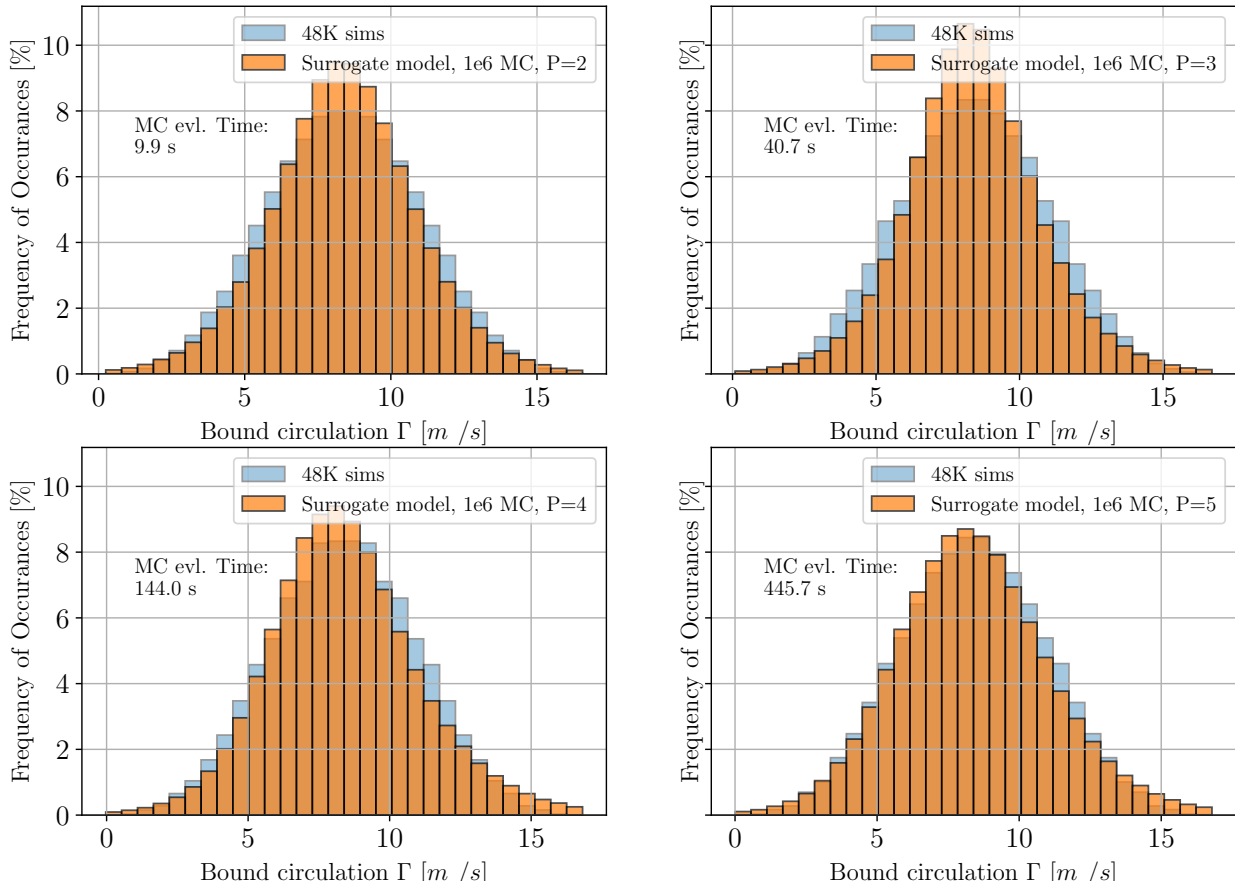 48K sims
Surrogate model, 1e6 MC, P=2
MC evl. Time:
9.9 s
Frequency of Occurances [%]
10
8
6
4
2
0
0 5 10 15
Bound circulation Γ [m /s]
48K sims
Surrogate model, 1e6 MC, P=3
MC evl. Time:
40.7 s
Frequency of Occurances [%]
0 5 10 15
Bound circulation Γ [m /s]
48K sims
Surrogate model, 1e6 MC, P=4
MC evl. Time:
144.0 s
Frequency of Occurances [%]
10
8
6
4
2
0
0 5 10 15
Bound circulation Γ [m /s]
48K sims
Surrogate model, 1e6 MC, P=5
MC evl. Time:
445.7 s
Frequency of Occurances [%]
0 5 10 15
Bound circulation Γ [m /s]